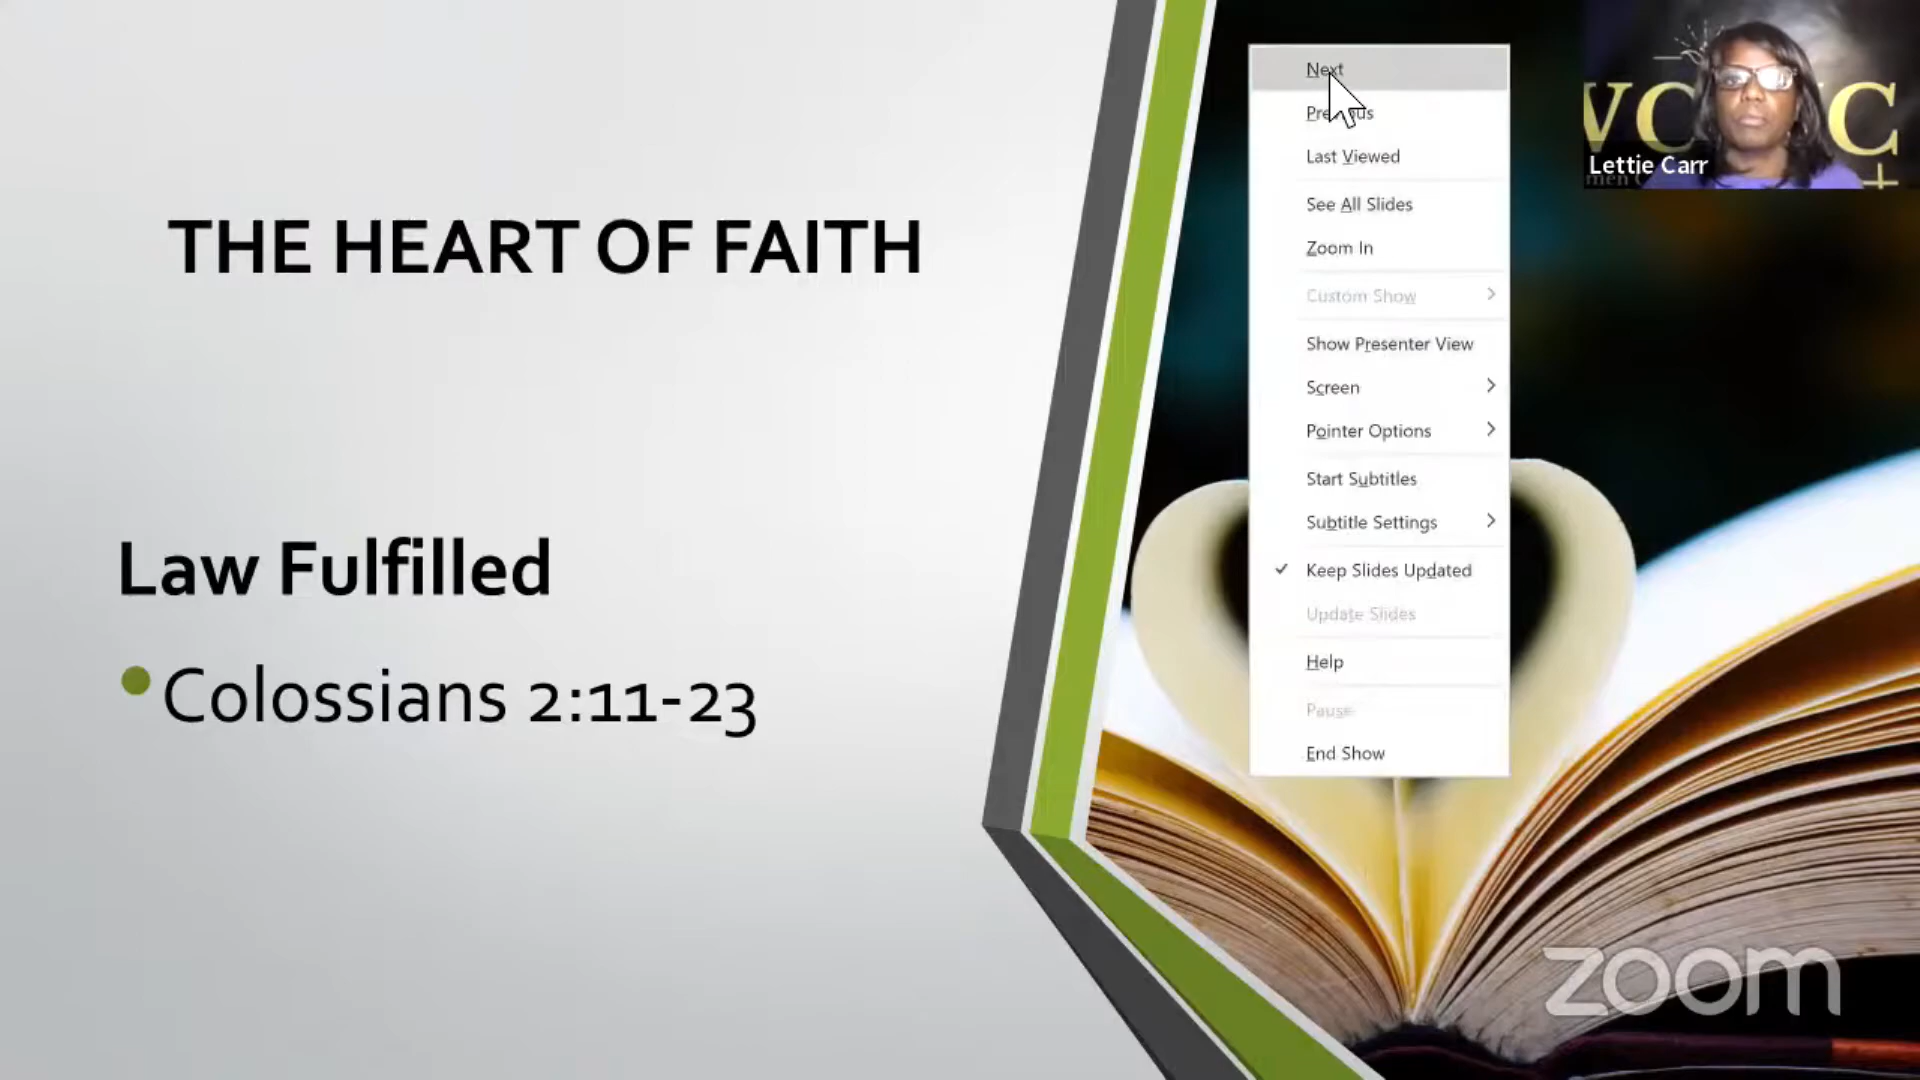 THE HEART OF FAITH
Law Fulfilled
Colossians 2:11-23
Next
Last Viewed
See All Slides
Zoom In
Custom Show
Show Presenter View
Screen
Pointer Options
Start Subtitles
Subtitle Settings
Keep Slides Updated
Update Slides
Help
Pause
End Show
Lettie Carr
zoom